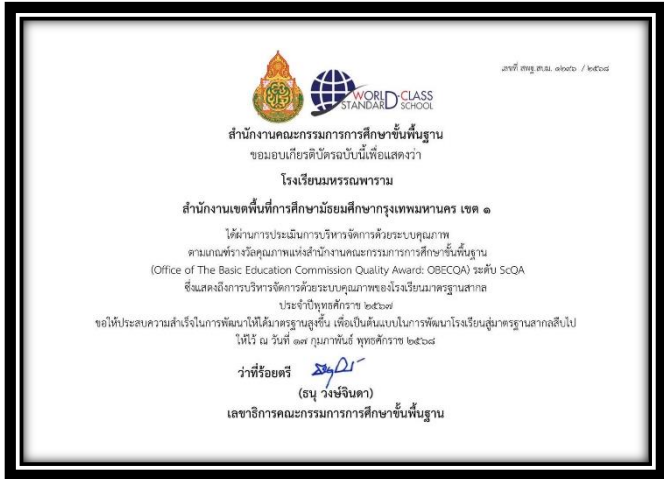 เลขที่ สพฐ.สบม. ๑๒๙๖ / ๒๕๖๘
WORLD-CLASS
STANDARD SCHOOL
สำนักงานคณะกรรมการการศึกษาขั้นพื้นฐาน
ขอมอบเกียรติบัตรฉบับนี้เพื่อแสดงว่า
โรงเรียนมหรรณพาราม
สำนักงานเขตพื้นที่การศึกษามัธยมศึกษากรุงเทพมหานคร เขต ๑
ได้ผ่านการประเมินการบริหารจัดการด้วยระบบคุณภาพ
ตามเกณฑ์รางวัลคุณภาพแห่งสำนักงานคณะกรรมการการศึกษาขั้นพื้นฐาน
(Office of The Basic Education Commission Quality Award: OBECQA) ระดับ ScQA
ซึ่งแสดงถึงการบริหารจัดการด้วยระบบคุณภาพของโรงเรียนมาตรฐานสากล
ประจำปีพุทธศักราช ๒๕๖๗
ขอให้ประสบความสำเร็จในการพัฒนาให้ได้มาตรฐานสูงขึ้น เพื่อเป็นต้นแบบในการพัฒนาโรงเรียนสู่มาตรฐานสากลสืบไป
ให้ไว้ ณ วันที่ ๑๗ กุมภาพันธ์ พุทธศักราช ๒๕๖๘
ว่าที่ร้อยตรี
(ธนุ วงษ์จินดา)
เลขาธิการคณะกรรมการการศึกษาขั้นพื้นฐาน